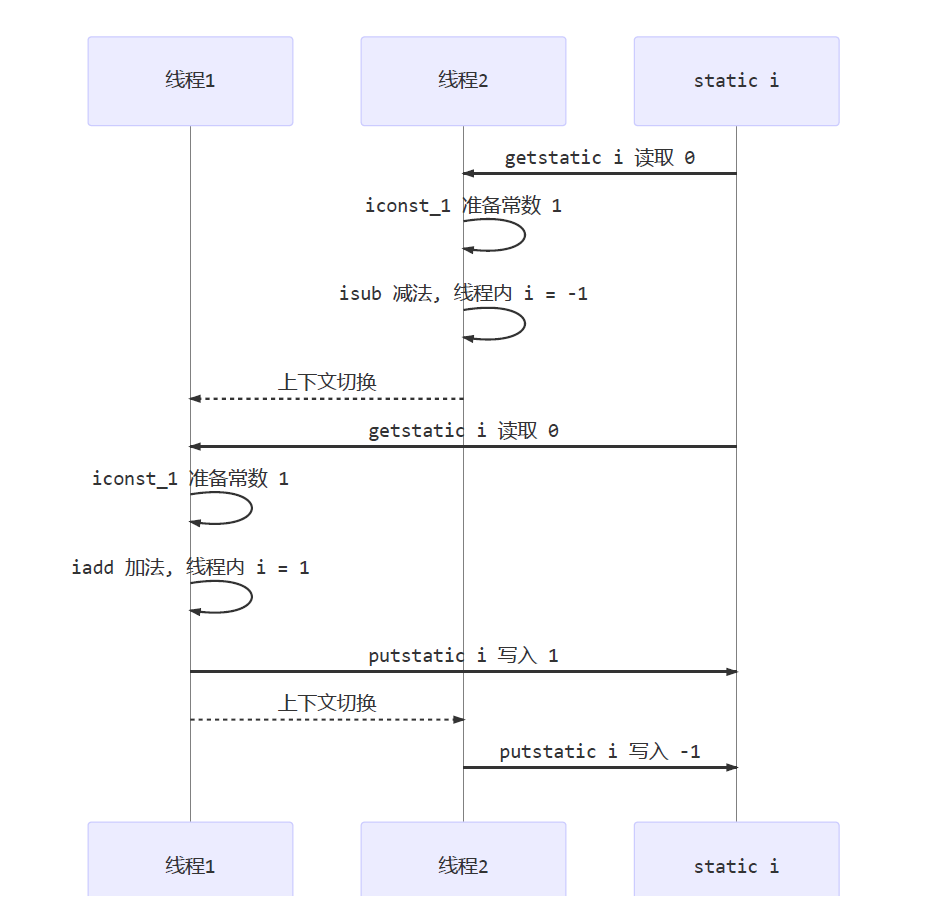 线程1
线程2
static i
getstatic i 读取 0
iconst_1 准备常数 1
isub 减法, 线程内 i = -1
上下文切换
getstatic i 读取 0
iconst_1 准备常数 1
iadd 加法, 线程内 i = 1
putstatic i 写入 1
上下文切换
putstatic i 写入 -1
线程1
线程2
static i